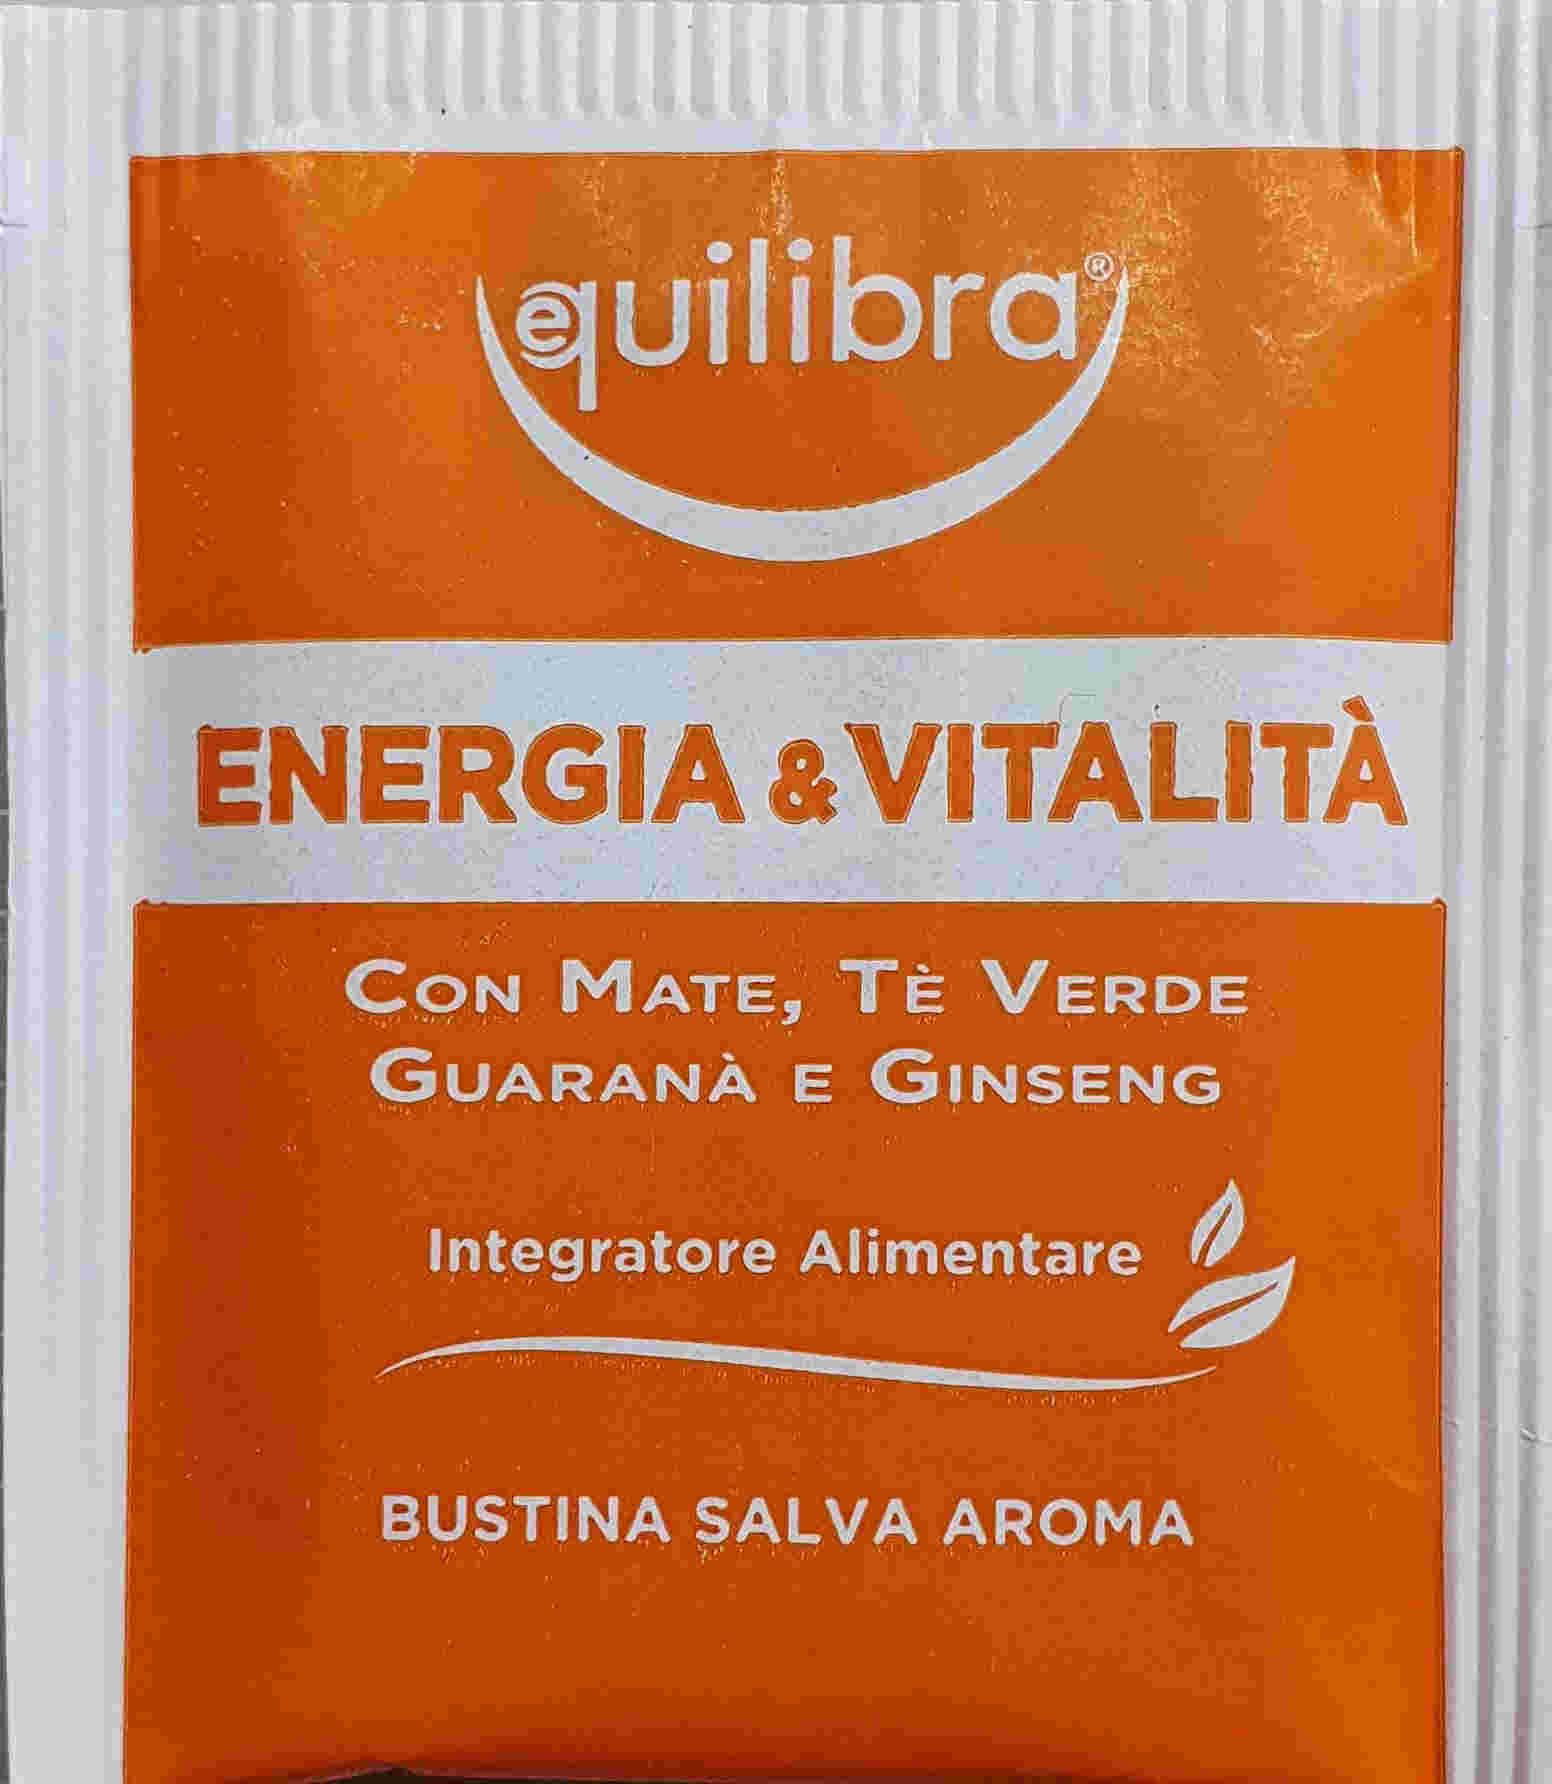 equilibra®
ENERGIA & VITALITÀ
CON MATE, TÈ VERDE
GUARANÀ E GINSENG
Integratore Alimentare
BUSTINA SALVA AROMA